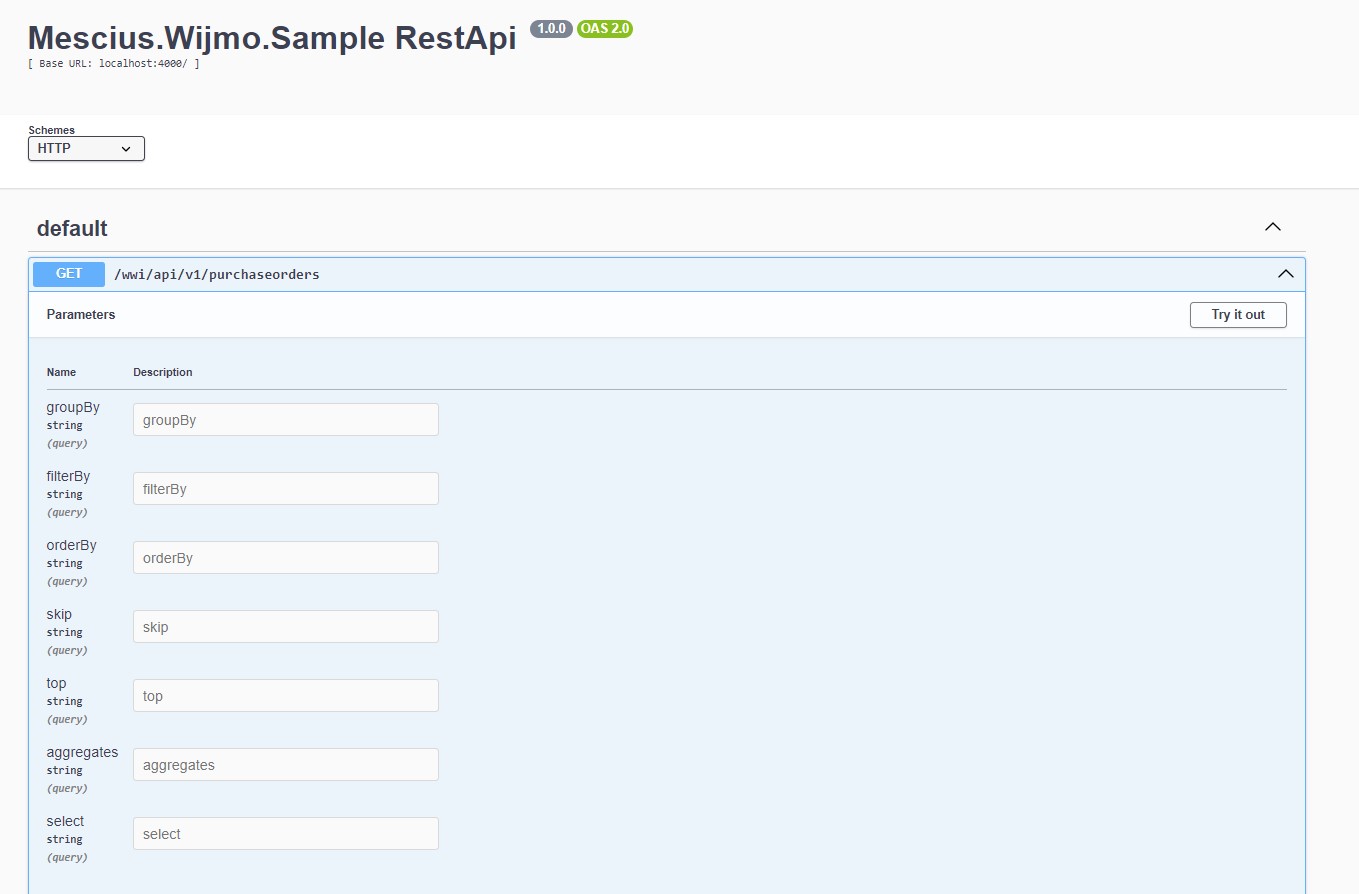 Mescius.Wijmo.Sample RestApi 1.0.0 OAS 2.0
[ Base URL: localhost:4000/ ]
Schemes
HTTP
default
GET /wwi/api/v1/purchaseorders
Parameters Try it out
Name Description
groupBy
string
(query)
groupBy
filterBy
string
(query)
filterBy
orderBy
string
(query)
orderBy
skip
string
(query)
skip
top
string
(query)
top
aggregates
string
(query)
aggregates
select
string
(query)
select